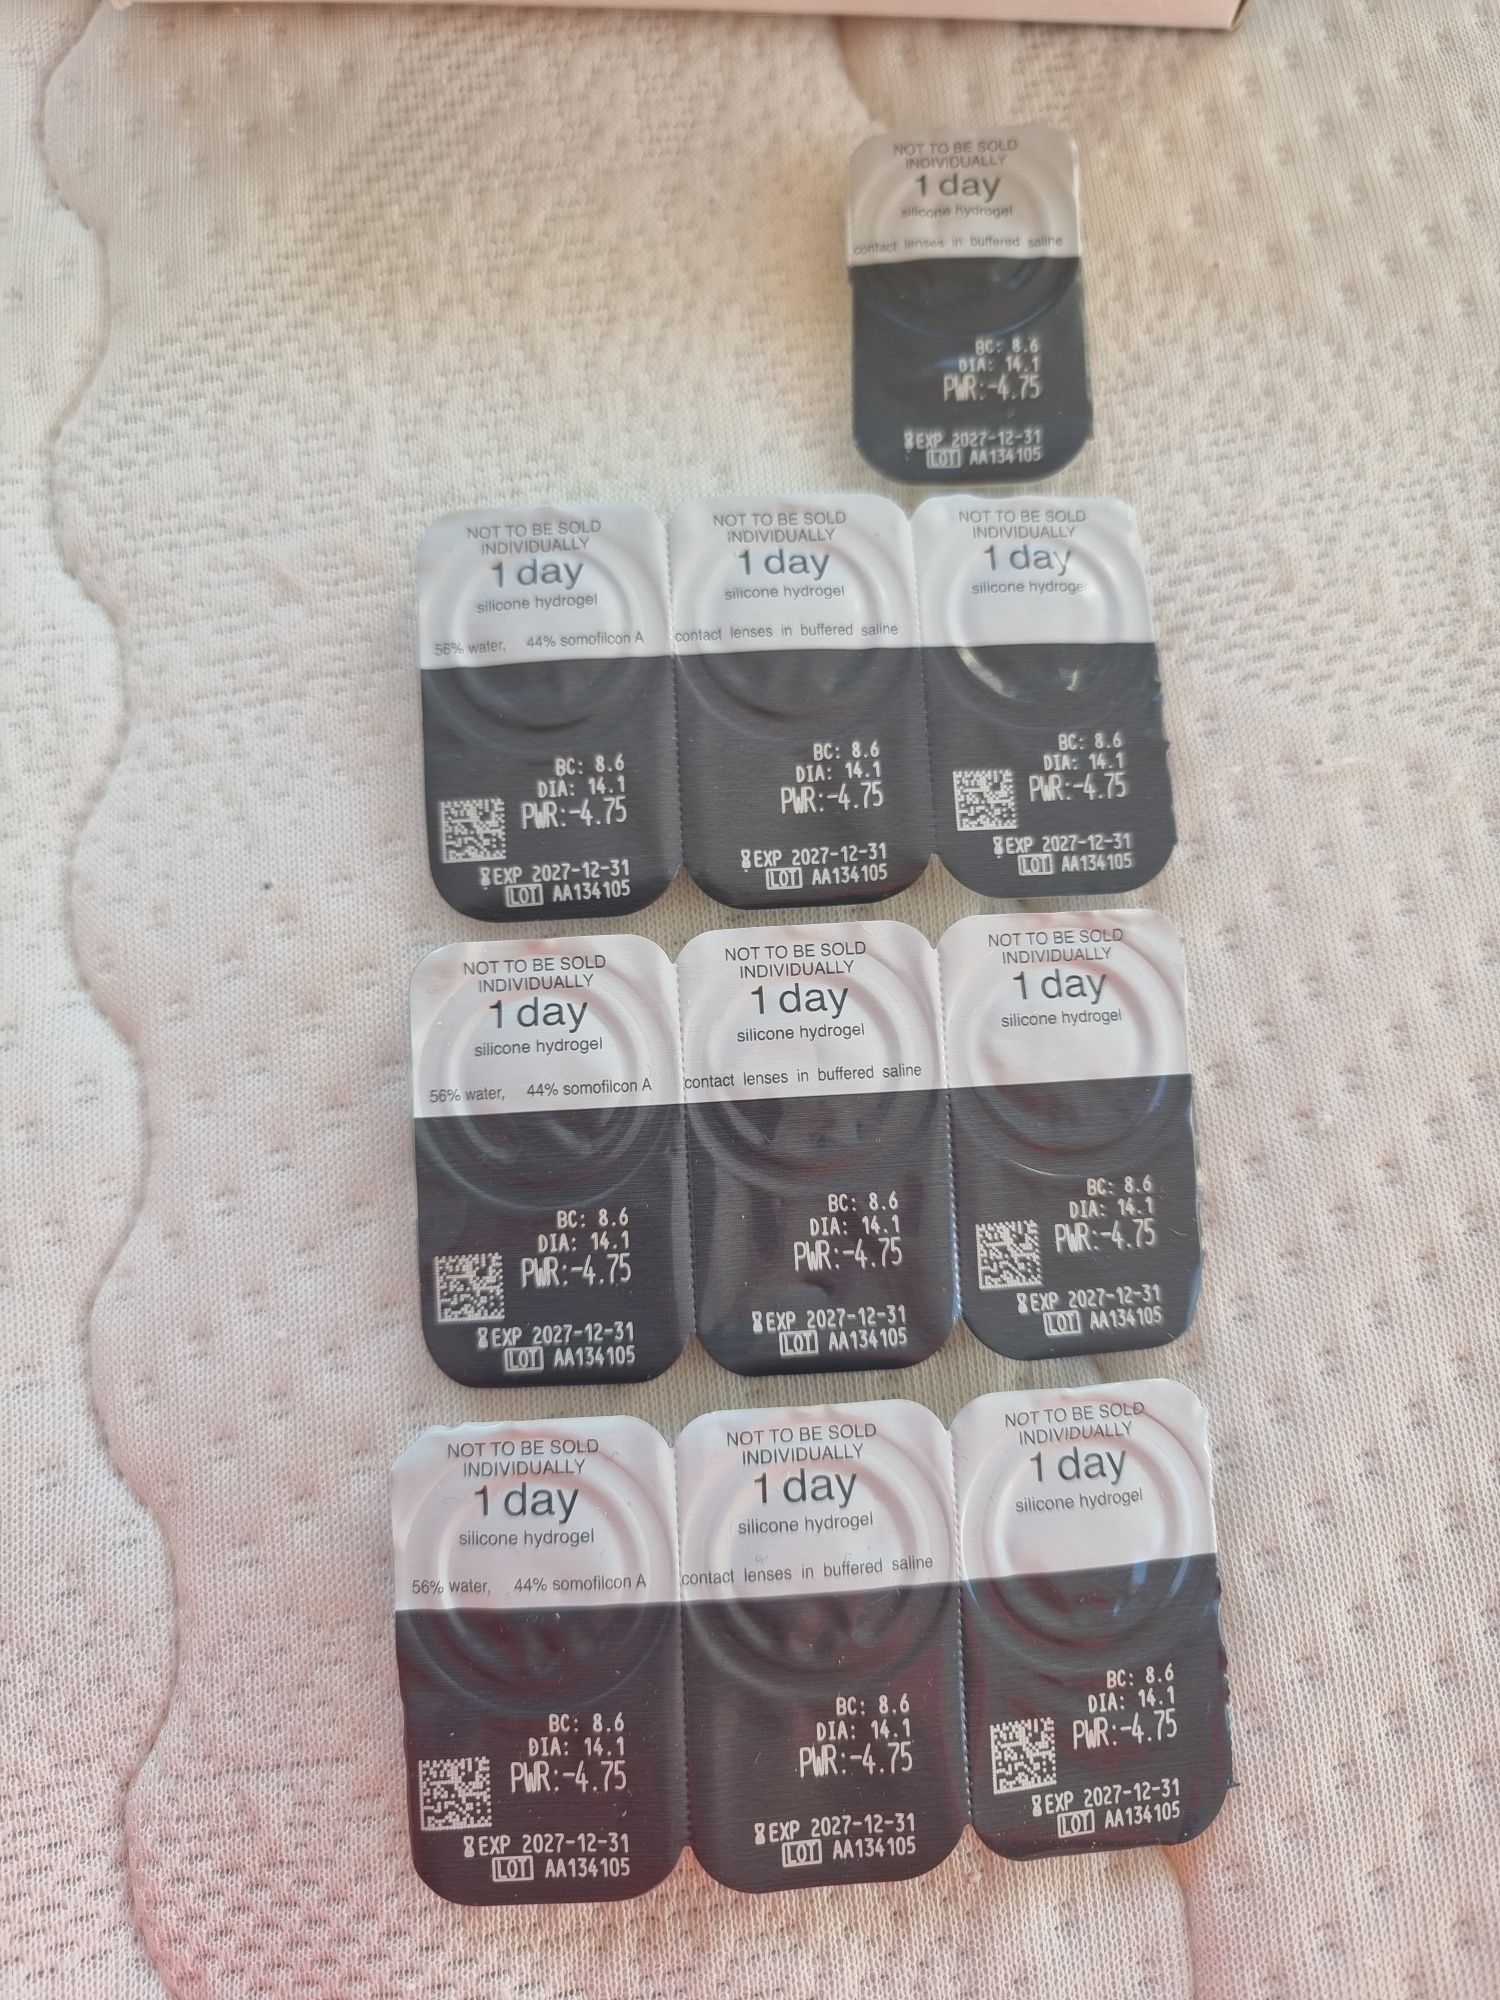 NOT TO BE SOLD
INDIVIDUALLY
1 day
silicone hydrogel
contact lenses in buffered saline
BC: 8.6
DIA: 14.1
PWR:-4.75
EXP 2027-12-31
LOT AA134105
NOT TO BE SOLD
INDIVIDUALLY
1 day
silicone hydrogel
56% water, 44% somofilcon A
BC: 8.6
DIA: 14.1
PWR:-4.75
EXP 2027-12-31
LOT AA134105
NOT TO BE SOLD
INDIVIDUALLY
1 day
silicone hydrogel
contact lenses in buffered saline
BC: 8.6
DIA: 14.1
PWR:-4.75
EXP 2027-12-31
LOT AA134105
NOT TO BE SOLD
INDIVIDUALLY
1 day
silicone hydrogel
BC: 8.6
DIA: 14.1
PWR:-4.75
EXP 2027-12-31
LOT AA134105
NOT TO BE SOLD
INDIVIDUALLY
1 day
silicone hydrogel
56% water, 44% somofilcon A
BC: 8.6
DIA: 14.1
PWR:-4.75
EXP 2027-12-31
LOT AA134105
NOT TO BE SOLD
INDIVIDUALLY
1 day
silicone hydrogel
contact lenses in buffered saline
BC: 8.6
DIA: 14.1
PWR:-4.75
EXP 2027-12-31
LOT AA134105
NOT TO BE SOLD
INDIVIDUALLY
1 day
silicone hydrogel
BC: 8.6
DIA: 14.1
PWR:-4.75
EXP 2027-12-31
LOT AA134105
NOT TO BE SOLD
INDIVIDUALLY
1 day
silicone hydrogel
56% water, 44% somofilcon A
BC: 8.6
DIA: 14.1
PWR:-4.75
EXP 2027-12-31
LOT AA134105
NOT TO BE SOLD
INDIVIDUALLY
1 day
silicone hydrogel
contact lenses in buffered saline
BC: 8.6
DIA: 14.1
PWR:-4.75
EXP 2027-12-31
LOT AA134105
NOT TO BE SOLD
INDIVIDUALLY
1 day
silicone hydrogel
BC: 8.6
DIA: 14.1
PWR:-4.75
EXP 2027-12-31
LOT AA134105